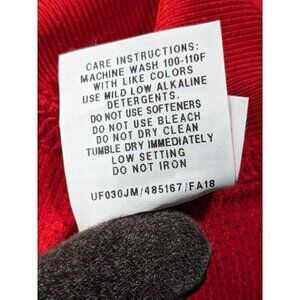 CARE INSTRUCTIONS:
MACHINE WASH 100-110F
WITH LIKE COLORS
USE MILD LOW ALKALINE
DETERGENTS.
DO NOT USE SOFTENERS
DO NOT USE BLEACH
DO NOT DRY CLEAN
TUMBLE DRY IMMEDIATELY
LOW SETTING
DO NOT IRON
UF030JM/485167/FA18